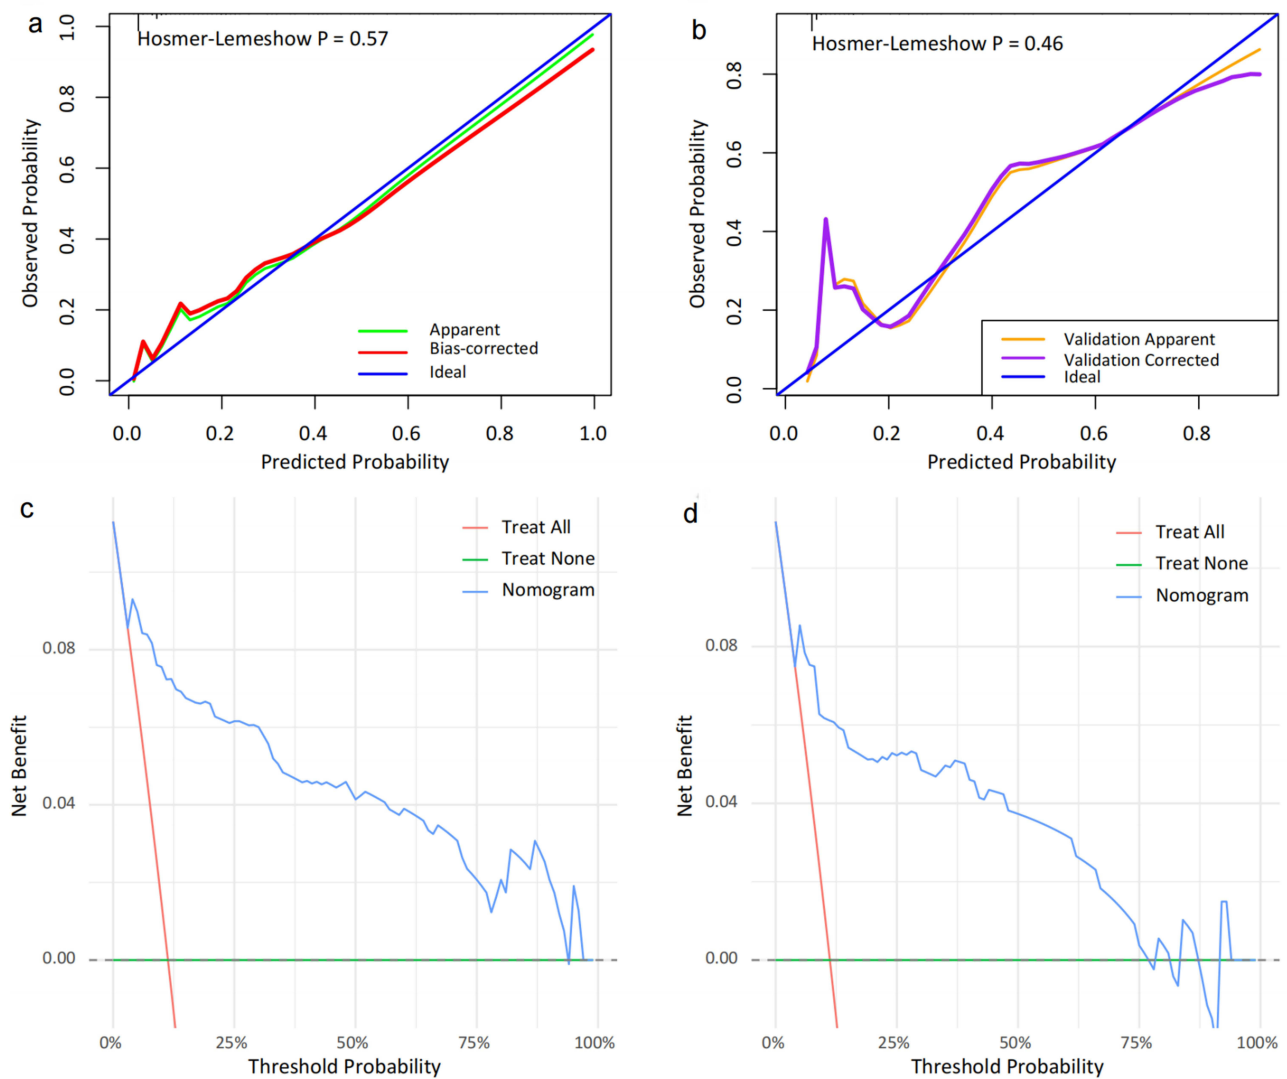 a
Hosmer-Lemeshow P = 0.57
Observed Probability
1.0
0.8
0.6
0.4
0.2
0.0
Apparent
Bias-corrected
Ideal
0.0 0.2 0.4 0.6 0.8 1.0
Predicted Probability
b
Hosmer-Lemeshow P = 0.46
Observed Probability
0.8
0.6
0.4
0.2
0.0
Validation Apparent
Validation Corrected
Ideal
0.0 0.2 0.4 0.6 0.8
Predicted Probability
c
Treat All
Treat None
Nomogram
Net Benefit
0.08
0.04
0.00
0% 25% 50% 75% 100%
Threshold Probability
d
Treat All
Treat None
Nomogram
Net Benefit
0.08
0.04
0.00
0% 25% 50% 75% 100%
Threshold Probability